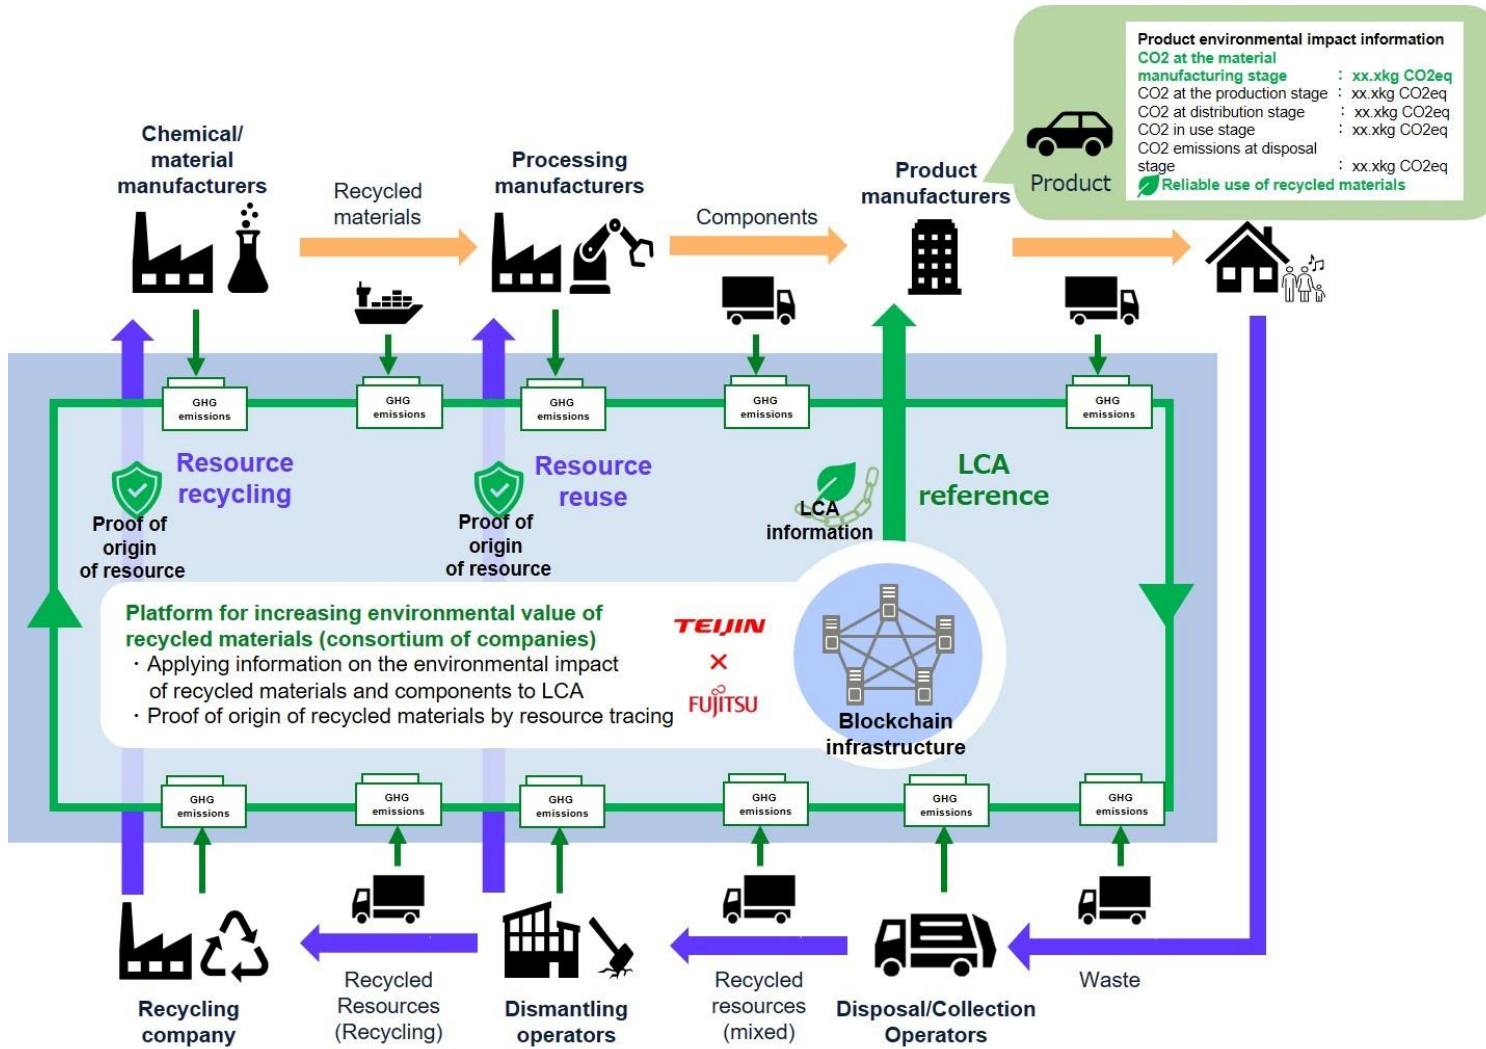 Product environmental impact information
CO2 at the material
manufacturing stage : xx.xkg CO2eq
CO2 at the production stage : xx.xkg CO2eq
CO2 at distribution stage : xx.xkg CO2eq
CO2 in use stage : xx.xkg CO2eq
CO2 emissions at disposal
stage : xx.xkg CO2eq
Reliable use of recycled materials
Product
Chemical/
material
manufacturers
Recycled
materials
Processing
manufacturers
Components
Product
manufacturers
GHG
emissions
GHG
emissions
GHG
emissions
GHG
emissions
GHG
emissions
Resource
recycling
Proof of
origin
of resource
Resource
reuse
Proof of
origin
of resource
LCA
information
LCA
reference
Platform for increasing environmental value of
recycled materials (consortium of companies)
・Applying information on the environmental impact
of recycled materials and components to LCA
・Proof of origin of recycled materials by resource tracing
TEIJIN
×
FUJITSU
Blockchain
infrastructure
GHG
emissions
GHG
emissions
GHG
emissions
GHG
emissions
GHG
emissions
GHG
emissions
Recycling
company
Recycled
Resources
(Recycling)
Dismantling
operators
Recycled
resources
(mixed)
Disposal/Collection
Operators
Waste